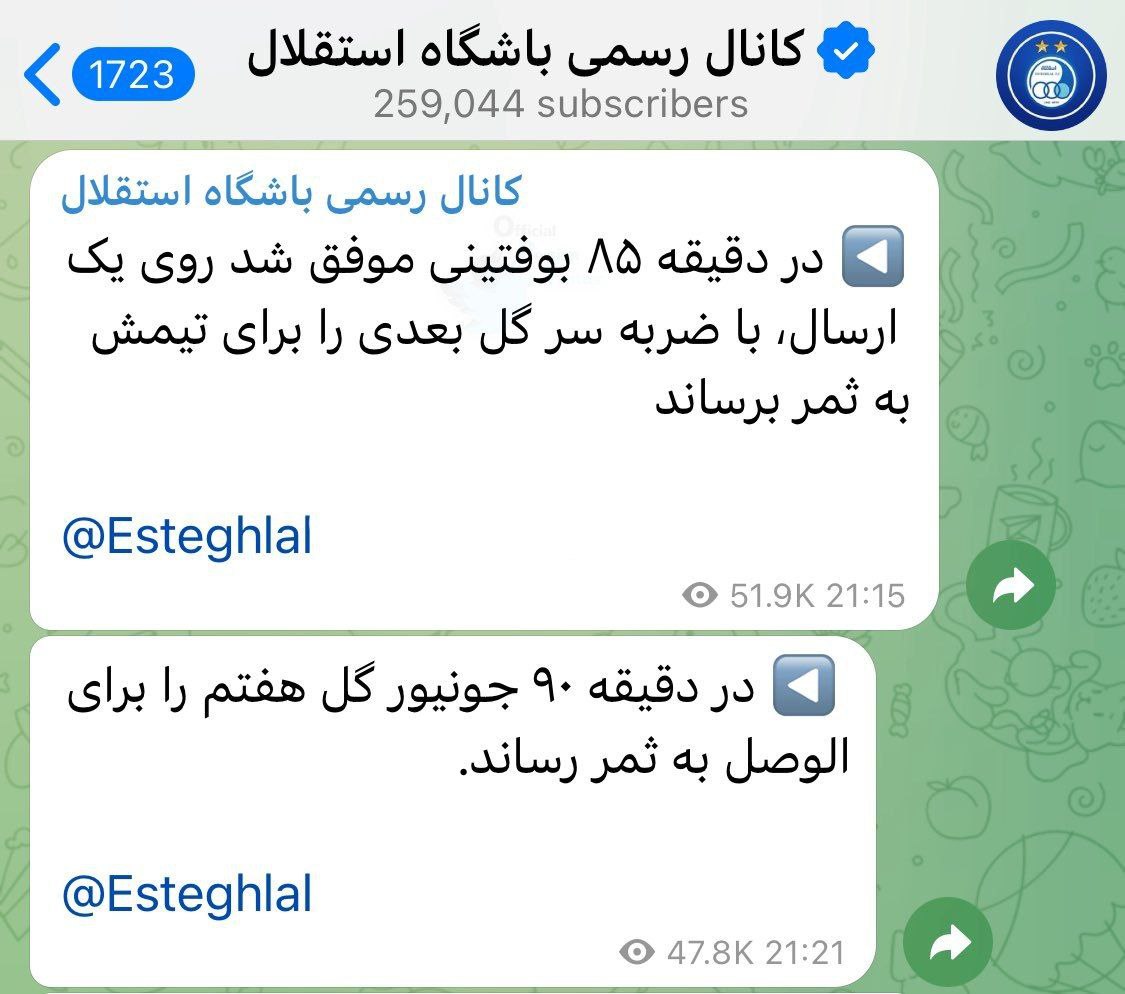 1723
کانال رسمی باشگاه استقلال
259,044 subscribers
کانال رسمی باشگاه استقلال
Official
در دقیقه ۸۵ بوفتینی موفق شد روی یک
ارسال، با ضربه سر گل بعدی را برای تیمش
به ثمر برساند
@Esteghlal
51.9K 21:15
در دقیقه ۹۰ جونیور گل هفتم را برای
الوصل به ثمر رساند.
@Esteghlal
47.8K 21:21